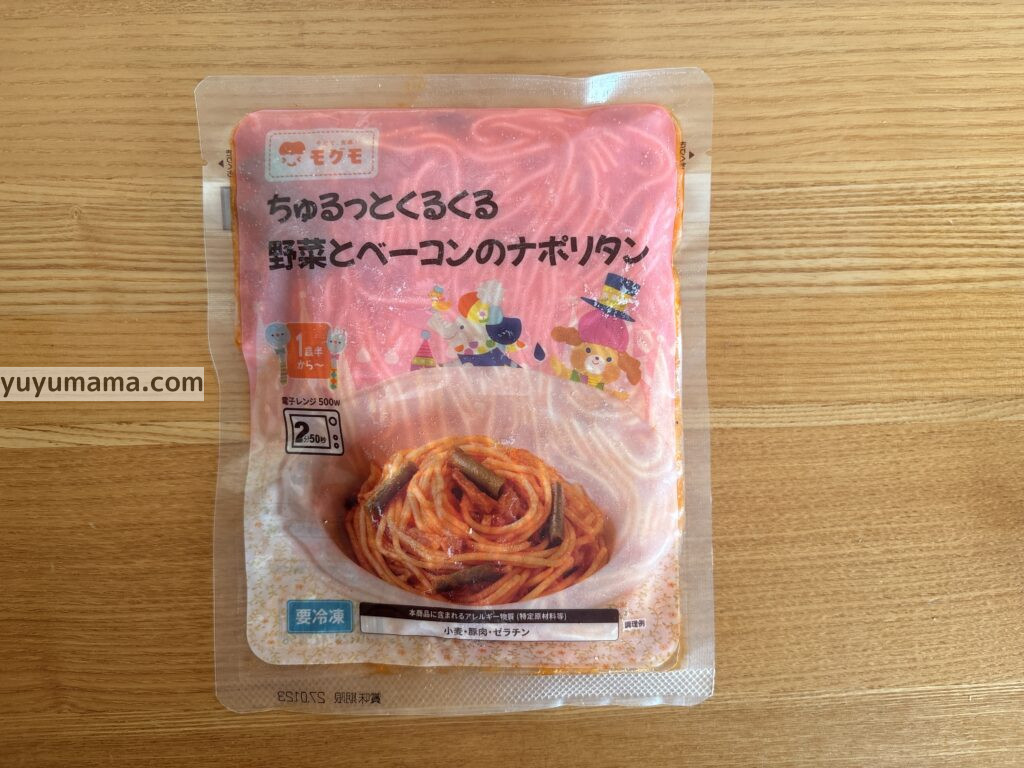 モグモ
ちゅるっとくるくる
野菜とベーコンのナポリタン
1歳半
から～
yuyumama.com
電子レンジ 500w
2分50秒
要冷凍
本商品に含まれるアレルギー物質 (特定原材料等)
小麦・豚肉・ゼラチン
調理例
賞味期限 27.0123